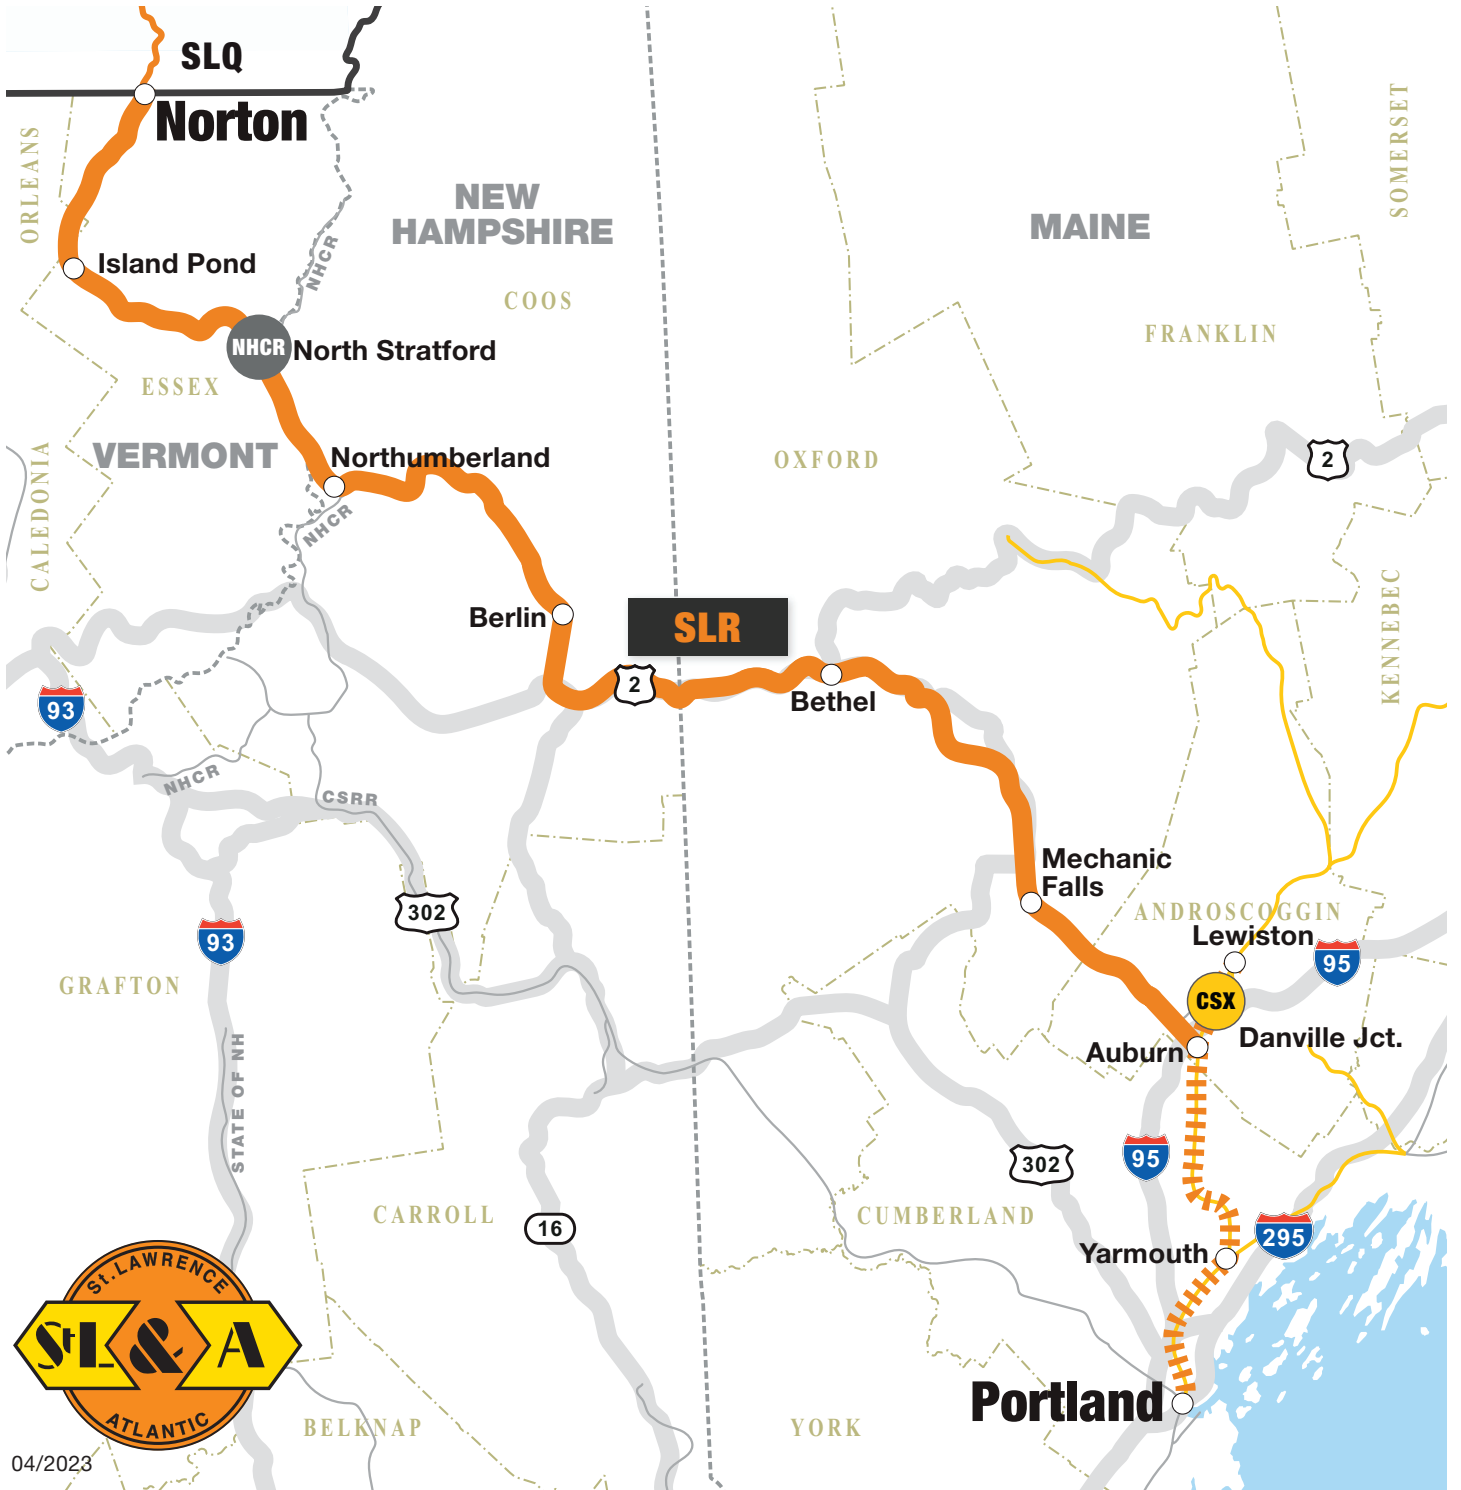 SLQ
Norton
ORLEANS
SOMERSET
NEW
HAMPSHIRE
MAINE
NHCR
Island Pond
COOS
FRANKLIN
NHCR
North Stratford
ESSEX
VERMONT
Northumberland
OXFORD
2
CALEDONIA
NHCR
KENNEBEC
Berlin
SLR
2
Bethel
93
NHCR
CSRR
Mechanic
Falls
302
ANDROSCOGGIN
Lewiston
93
95
GRAFTON
CSX
Danville Jct.
Auburn
STATE OF NH
95
302
CARROLL
16
CUMBERLAND
295
Yarmouth
St. LAWRENCE
StL & A
ATLANTIC
Portland
BELKNAP
YORK
04/2023